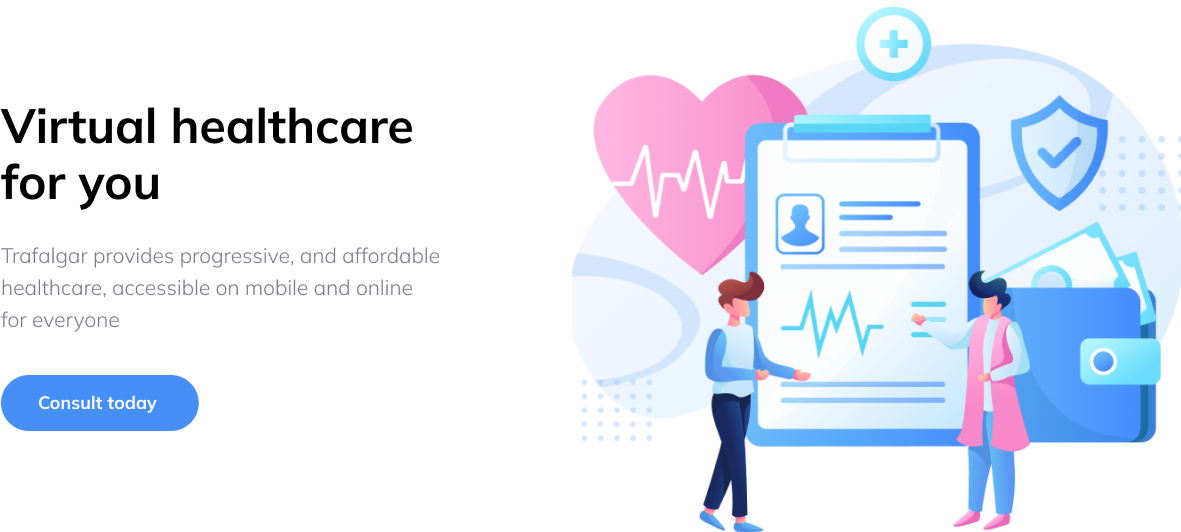 Virtual healthcare
for you
Trafalgar provides progressive, and affordable
healthcare, accessible on mobile and online
for everyone
Consult today